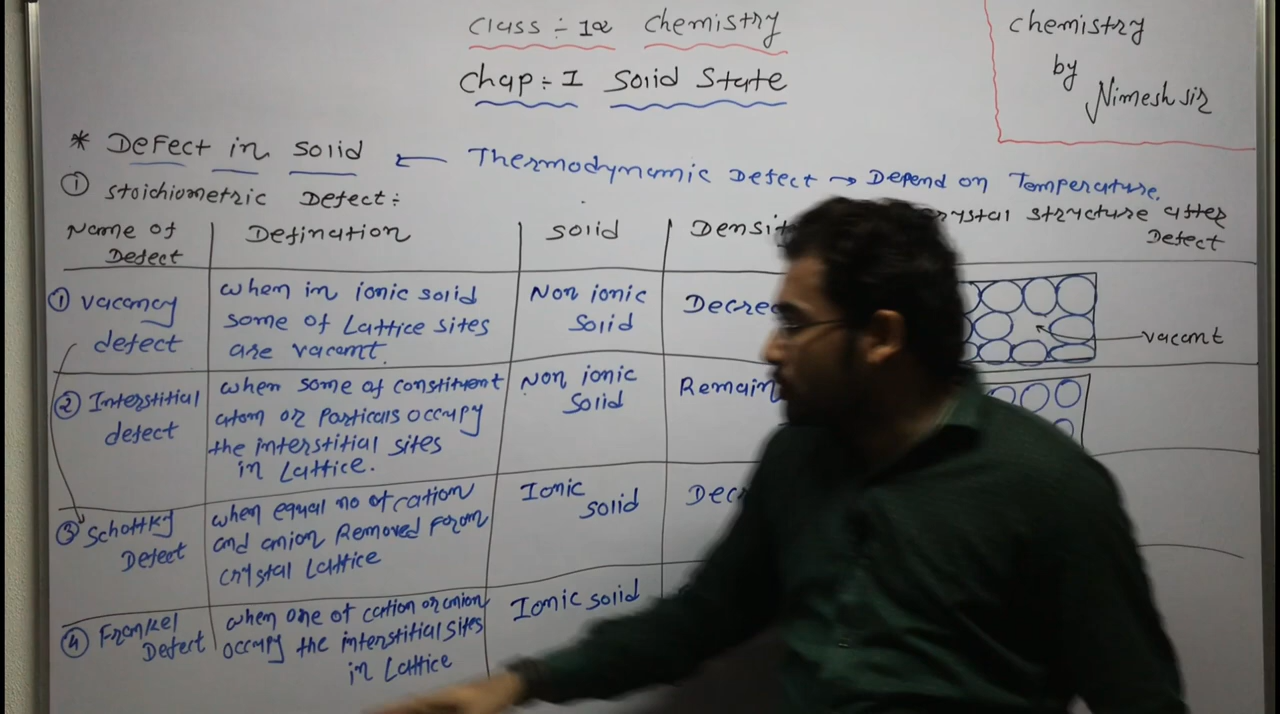 Class :- 12 Chemistry
Chap :- I Solid State
Chemistry
by
Nimesh sir
* Defect in solid ← Thermodynamic Defect → Depend on Temperature.
① Stoichiometric Defect :-
Name of
Defect
Defination
Solid
structure after
Defect
① Vacancy
defect
when in ionic solid
some of Lattice sites
are vacant.
Non ionic
Solid
vacant
② Interstitial
defect
when some of constituent
atom or Particals occupy
the interstitial sites
in Lattice.
Non ionic
Solid
Remain
③ Schottky
Defect
when equal no of cation
and anion Removed from
crystal Lattice
Ionic
solid
④ Frankel
Defect
when one of cation or anion
occupy the interstitial sites
in Lattice
Ionic solid